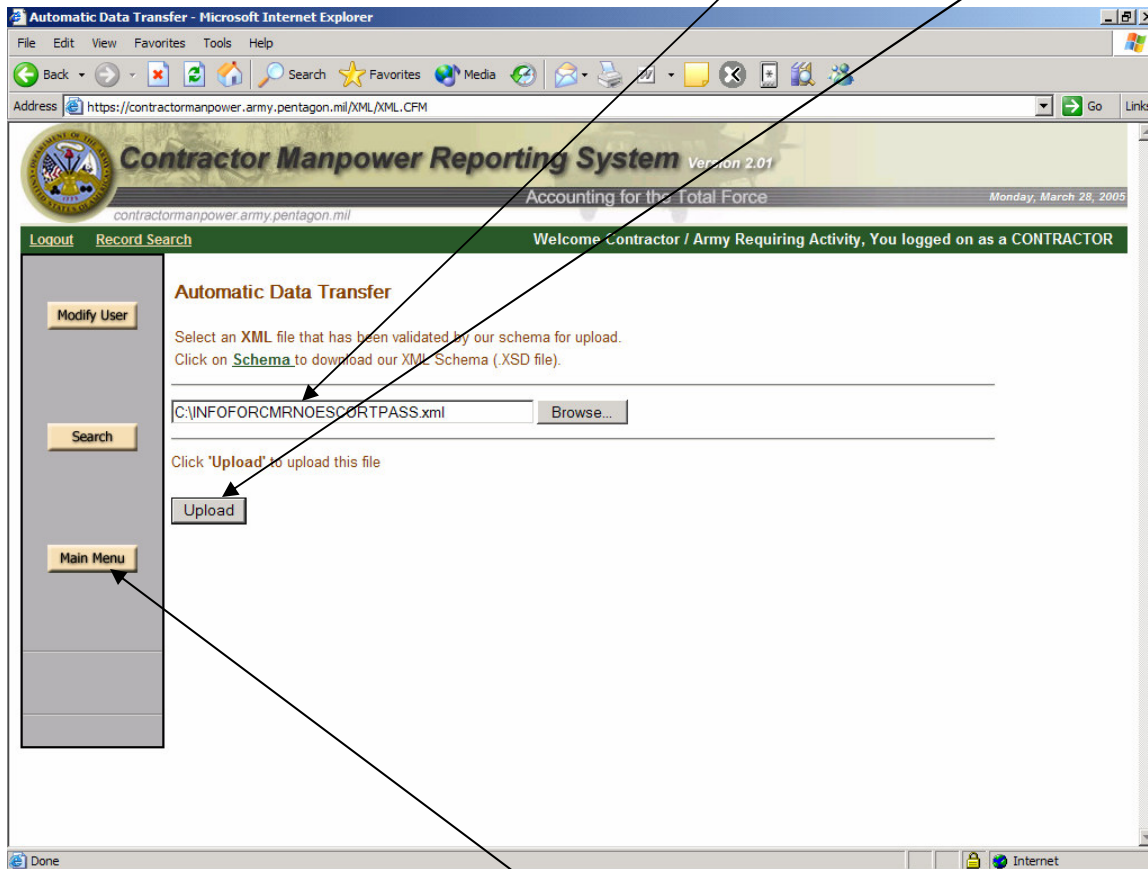 Automatic Data Transfer - Microsoft Internet Explorer
File Edit View Favorites Tools Help
Back Search Favorites Media
Address https://contractormanpower.army.pentagon.mil/XML/XML.CFM Go Links
Contractor Manpower Reporting System Version 2.01
Accounting for the Total Force Monday, March 28, 2005
contractormanpower.army.pentagon.mil
Logout Record Search Welcome Contractor / Army Requiring Activity, You logged on as a CONTRACTOR
Automatic Data Transfer
Modify User
Select an XML file that has been validated by our schema for upload.
Click on Schema to download our XML Schema (.XSD file).
C:\INFOFORCMRNOESCORTPASS.xml Browse...
Search
Click 'Upload' to upload this file
Upload
Main Menu
Done Internet